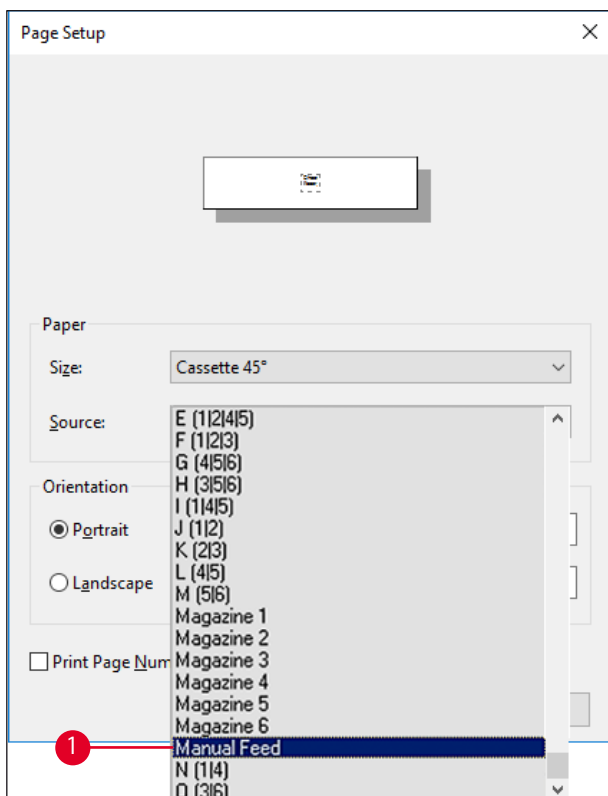 Page Setup
Paper
Size: Cassette 45°
Source:
E (1|2|4|5)
F (1|2|3)
G (4|5|6)
H (3|5|6)
Orientation
I (1|4|5)
Portrait
J (1|2)
K (2|3)
L (4|5)
Landscape
M (5|6)
Magazine 1
Magazine 2
Print Page Num
Magazine 3
Magazine 4
Magazine 5
Magazine 6
1
Manual Feed
N (1|4)
O (3|6)